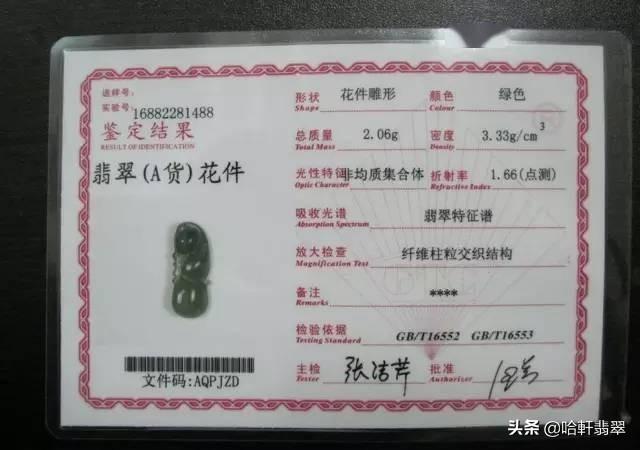 送样号:
实验号: 16882281488
鉴定结果
RESULT OF IDENTIFICATION
翡翠(A货)花件
文件码:AQPJZD
形状 花件雕形 颜色 绿色
Shape Colour
总质量 2.06g 密度 3.33g/cm³
Total Mass Density
光性特征 非均质集合体 折射率 1.66(点测)
Optic Character Refractive Index
吸收光谱 翡翠特征谱
Absorption Spectrum
放大检查 纤维柱粒交织结构
Magnification Test
备注 ****
Remarks
检验依据 GB/T16552 GB/T16553
Testing Standard
主检 张洁芹 批准
Tester Authorizer
头条 @哈軒翡翠